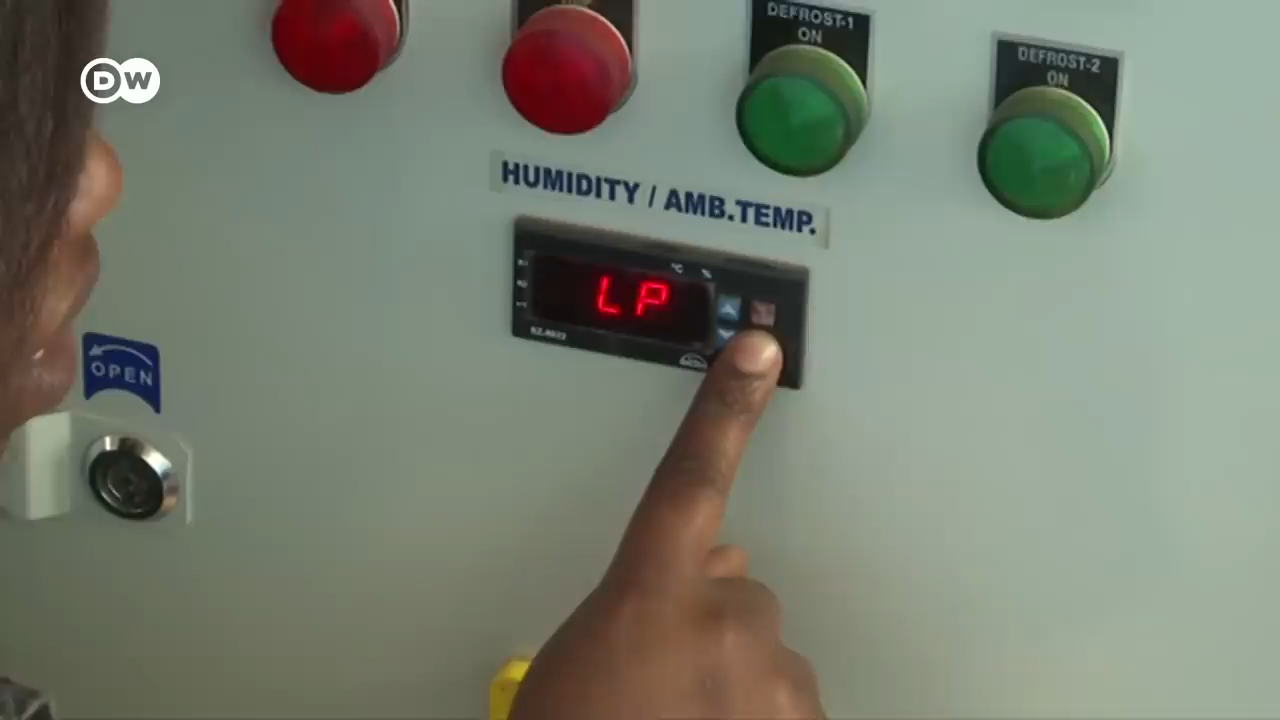 DW
DEFROST-1
ON
DEFROST-2
ON
HUMIDITY / AMB.TEMP.
°C %
LP
OPEN